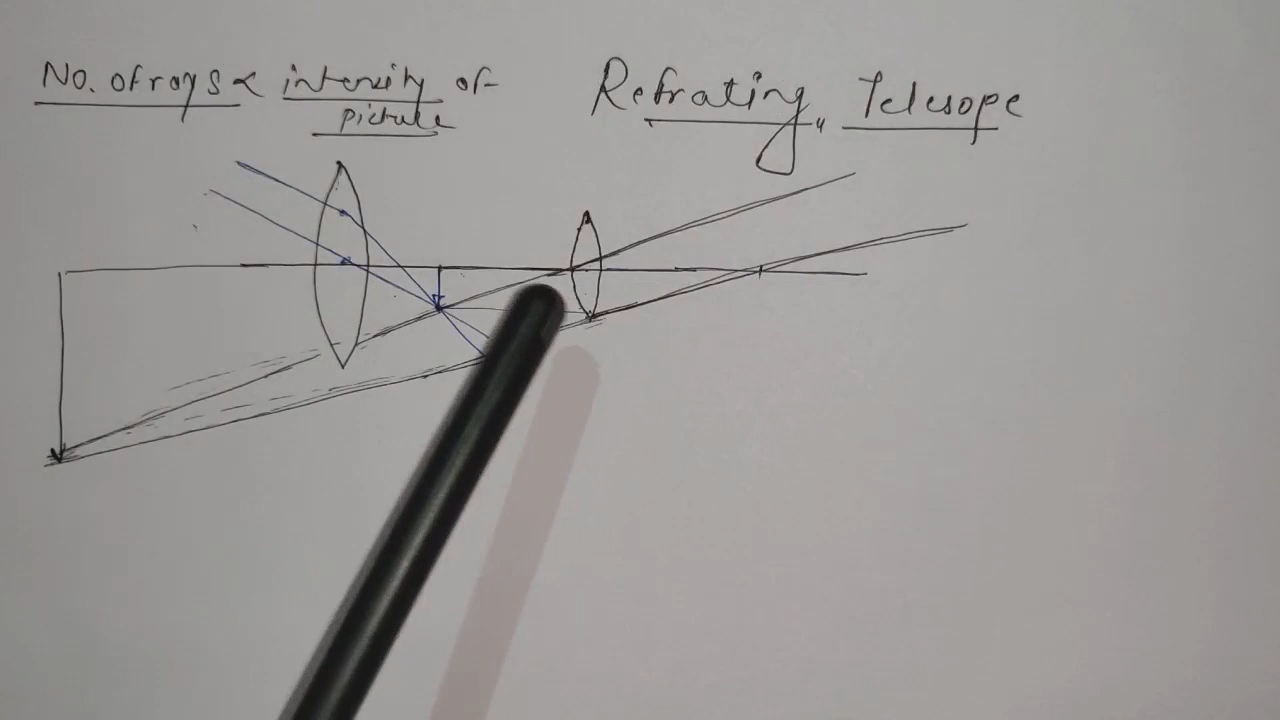 No. of rays ∝ intensity of
picture
Refrating Telesope